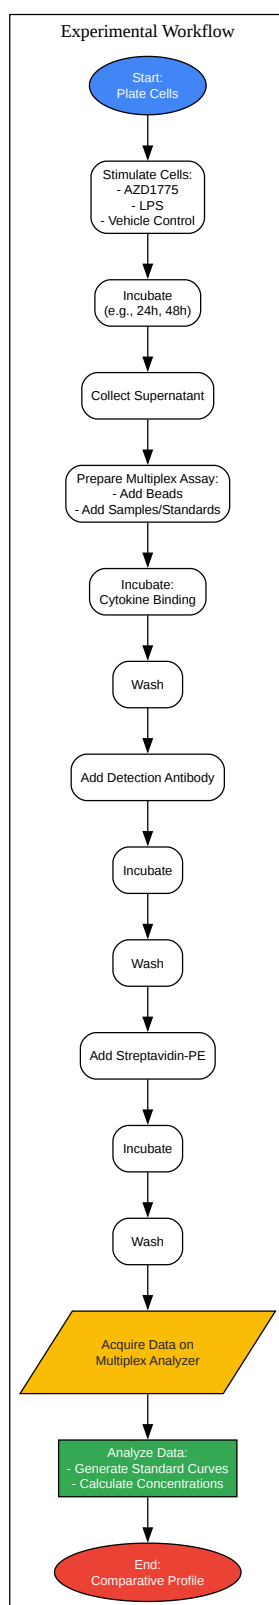 Experimental Workflow
Start:
Plate Cells
Stimulate Cells:
- AZD1775
- LPS
- Vehicle Control
Incubate
(e.g., 24h, 48h)
Collect Supernatant
Prepare Multiplex Assay:
- Add Beads
- Add Samples/Standards
Incubate:
Cytokine Binding
Wash
Add Detection Antibody
Incubate
Wash
Add Streptavidin-PE
Incubate
Wash
Acquire Data on
Multiplex Analyzer
Analyze Data:
- Generate Standard Curves
- Calculate Concentrations
End:
Comparative Profile